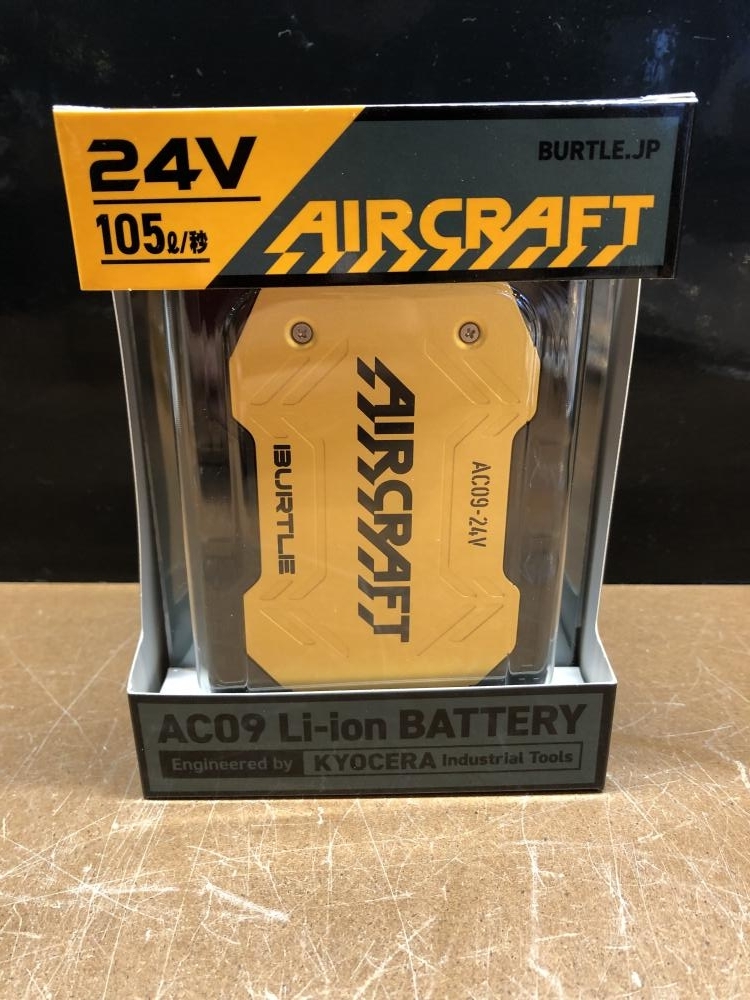 24V
BURTLE.JP
105ℓ/秒
AIRCRAFT
AC09-24V
AIRCRAFT
BURTLE
AC09 Li-ion BATTERY
Engineered by KYOCERA Industrial Tools